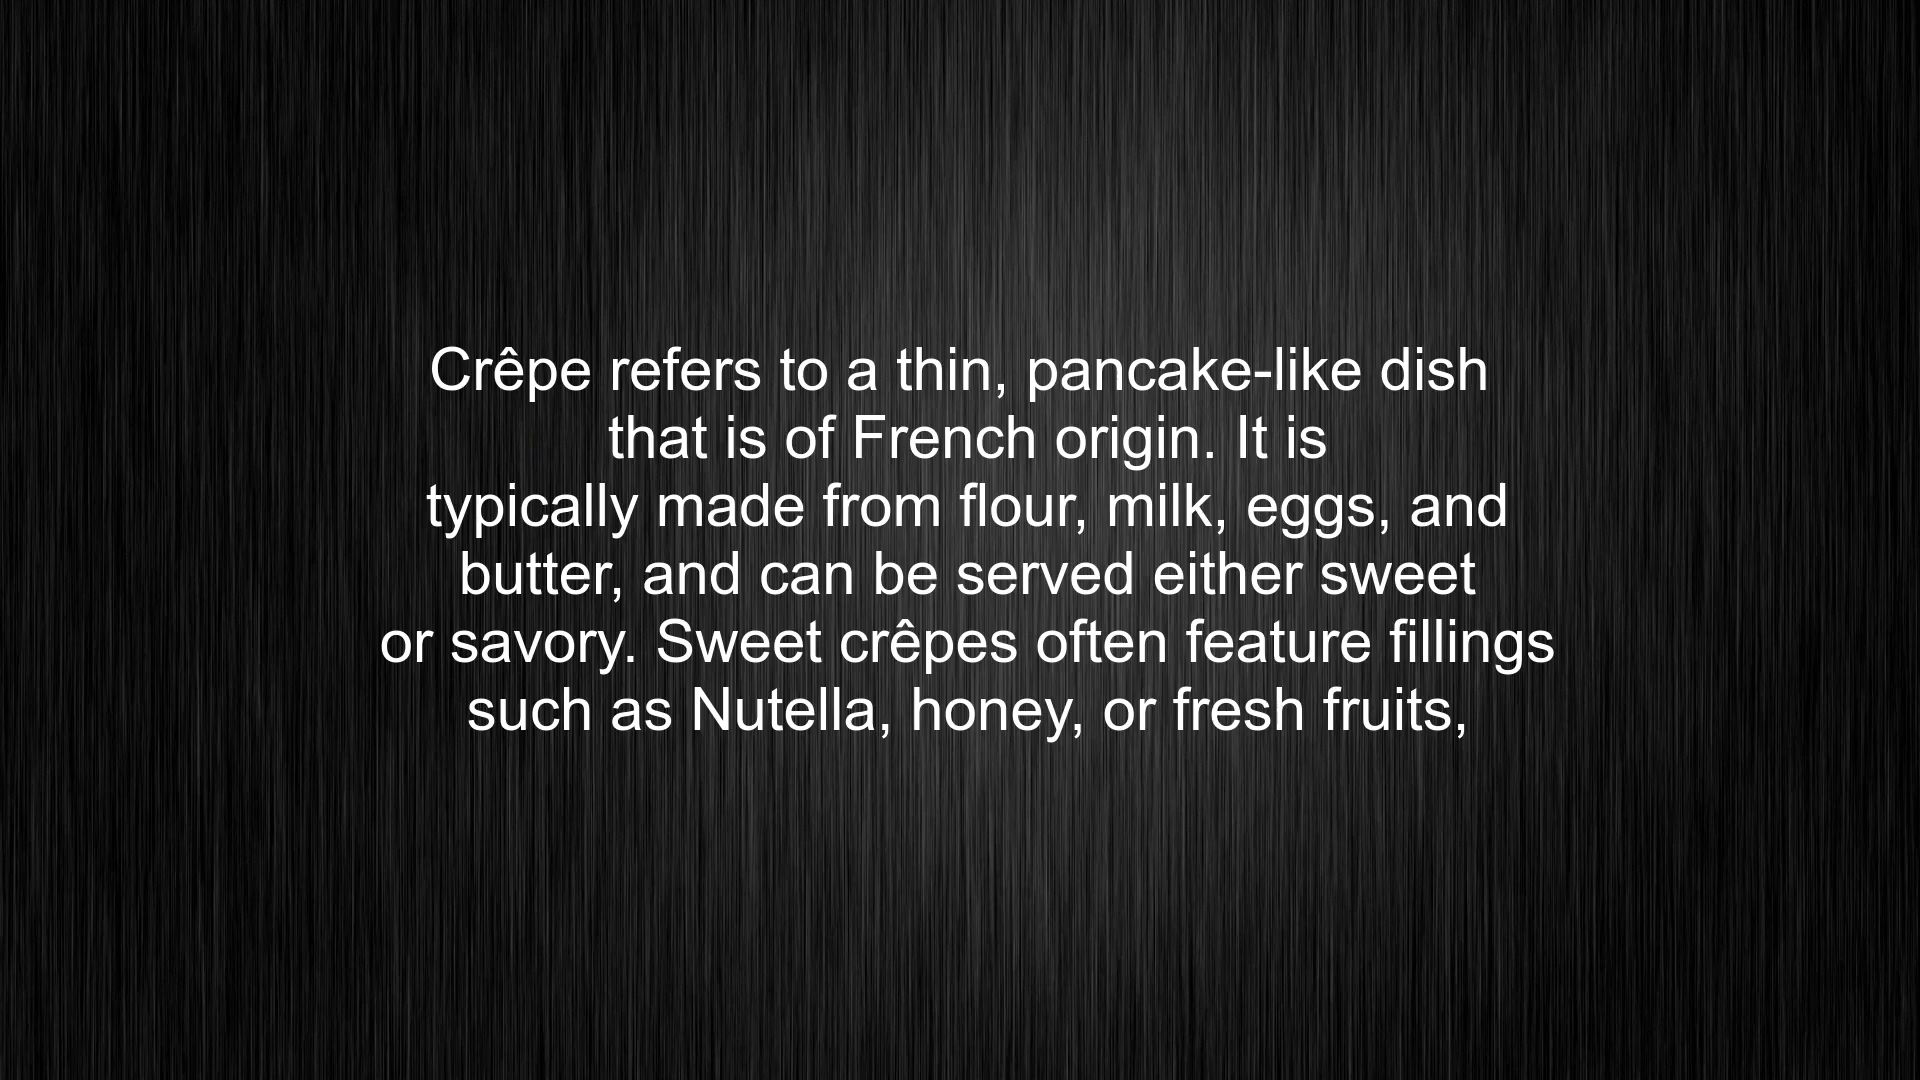 Crêpe refers to a thin, pancake-like dish
that is of French origin. It is
typically made from flour, milk, eggs, and
butter, and can be served either sweet
or savory. Sweet crêpes often feature fillings
such as Nutella, honey, or fresh fruits,